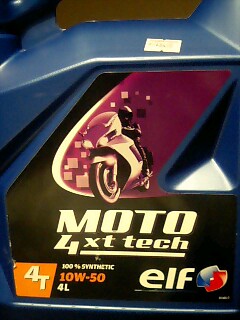 MOTO
4 xt tech
4T
100 % SYNTHETIC
10W-50
4L
elf